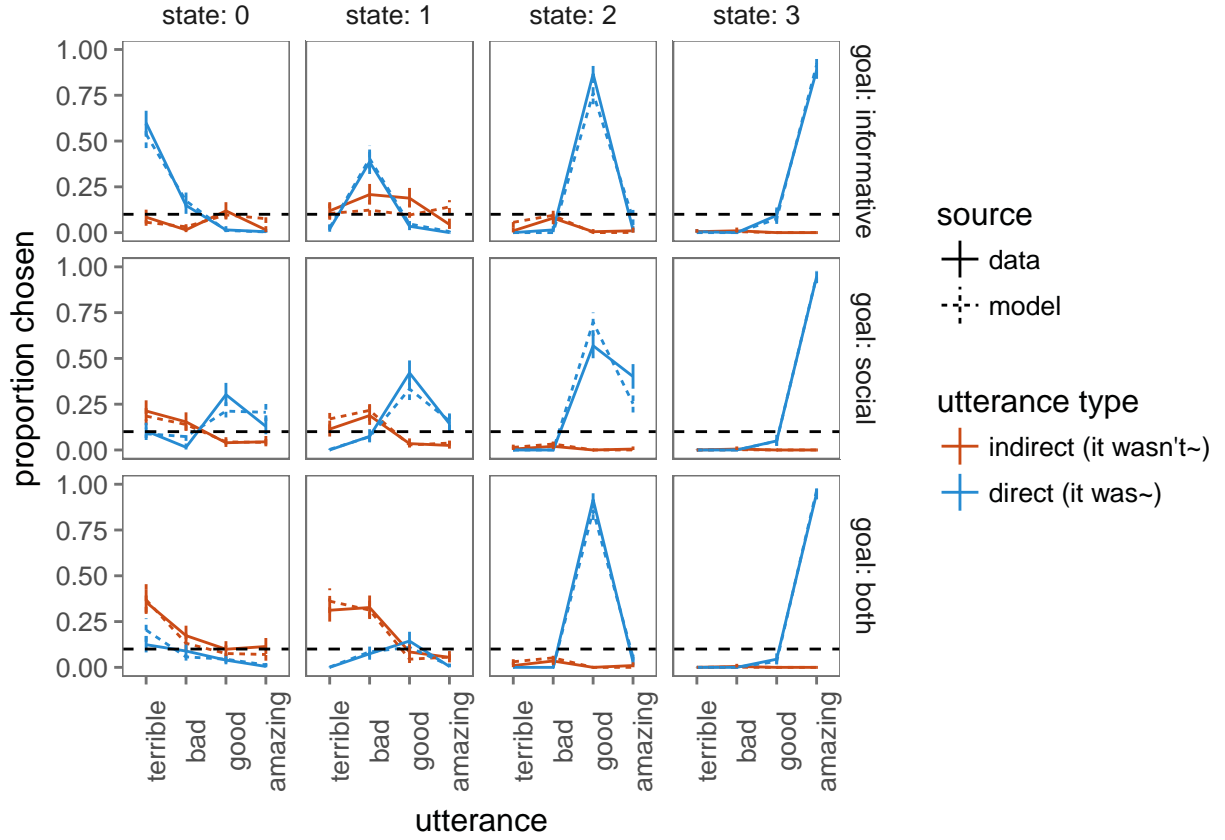 state: 0
state: 1
state: 2
state: 3
proportion chosen
1.00
0.75
0.50
0.25
0.00
goal: informative
1.00
0.75
0.50
0.25
0.00
goal: social
1.00
0.75
0.50
0.25
0.00
goal: both
terrible
bad
good
amazing
terrible
bad
good
amazing
terrible
bad
good
amazing
terrible
bad
good
amazing
utterance
source
data
model
utterance type
indirect (it wasn't~)
direct (it was~)